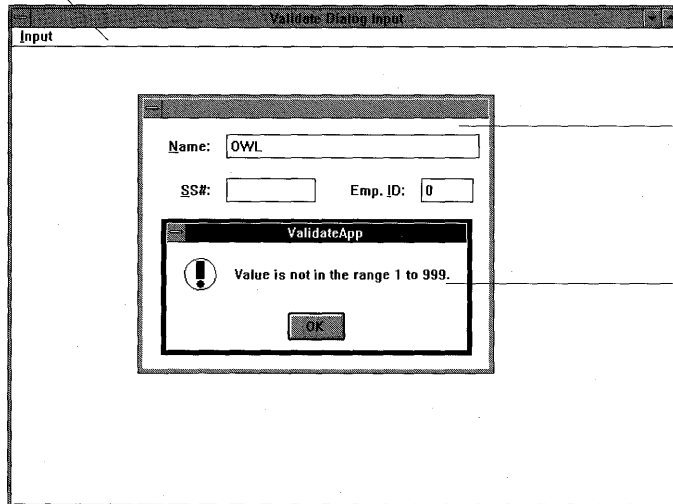 Validate Dialog Input
Input
Name: OWL
SS#: Emp. ID: 0
ValidateApp
Value is not in the range 1 to 999.
OK